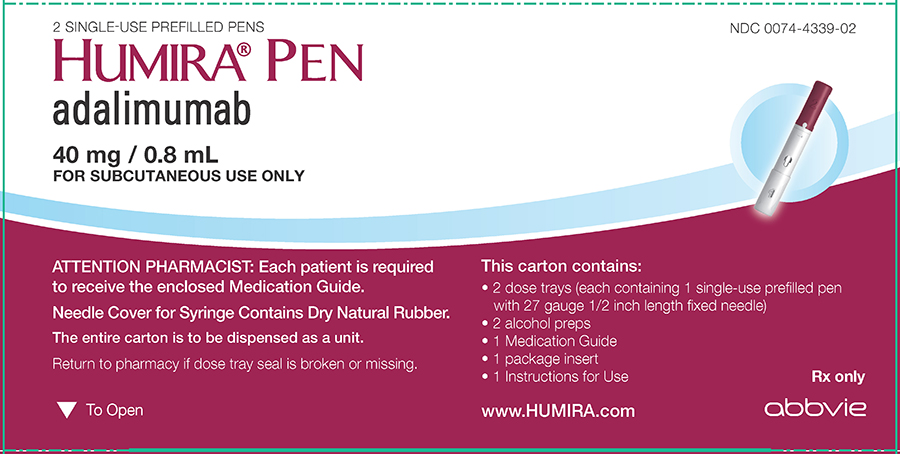 2 SINGLE-USE PREFILLED PENS
NDC 0074-4339-02
HUMIRA® PEN
adalimumab
40 mg / 0.8 mL
FOR SUBCUTANEOUS USE ONLY
ATTENTION PHARMACIST: Each patient is required
to receive the enclosed Medication Guide.
Needle Cover for Syringe Contains Dry Natural Rubber.
The entire carton is to be dispensed as a unit.
Return to pharmacy if dose tray seal is broken or missing.
▼ To Open
This carton contains:
• 2 dose trays (each containing 1 single-use prefilled pen
with 27 gauge 1/2 inch length fixed needle)
• 2 alcohol preps
• 1 Medication Guide
• 1 package insert
• 1 Instructions for Use
Rx only
www.HUMIRA.com
abbvie